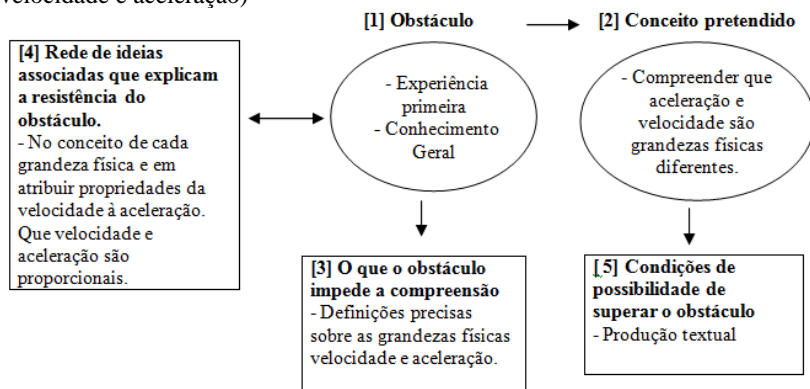 velocidade e aceleração)
[1] Obstáculo
[2] Conceito pretendido
[4] Rede de ideias
associadas que explicam
a resistência do
obstáculo.
- No conceito de cada
grandeza física e em
atribuir propriedades da
velocidade à aceleração.
Que velocidade e
aceleração são
proporcionais.
- Experiência
primeira
- Conhecimento
Geral
- Compreender que
aceleração e
velocidade são
grandezas físicas
diferentes.
[3] O que o obstáculo
impede a compreensão
- Definições precisas
sobre as grandezas físicas
velocidade e aceleração.
[5] Condições de
possibilidade de
superar o obstáculo
- Produção textual